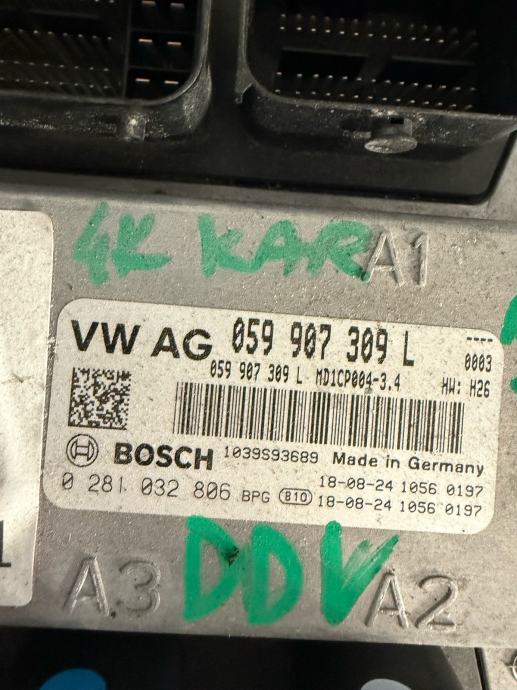 4K KAR
A1
VW AG 059 907 309 L ----
0003
059 907 309 L MD1CP004-3.4 HW: H26
BOSCH 1039S93689 Made in Germany
0 281 032 806 BPG 810 18-08-24 1056 0197
18-08-24 1056 0197
A3 DDV A2
1